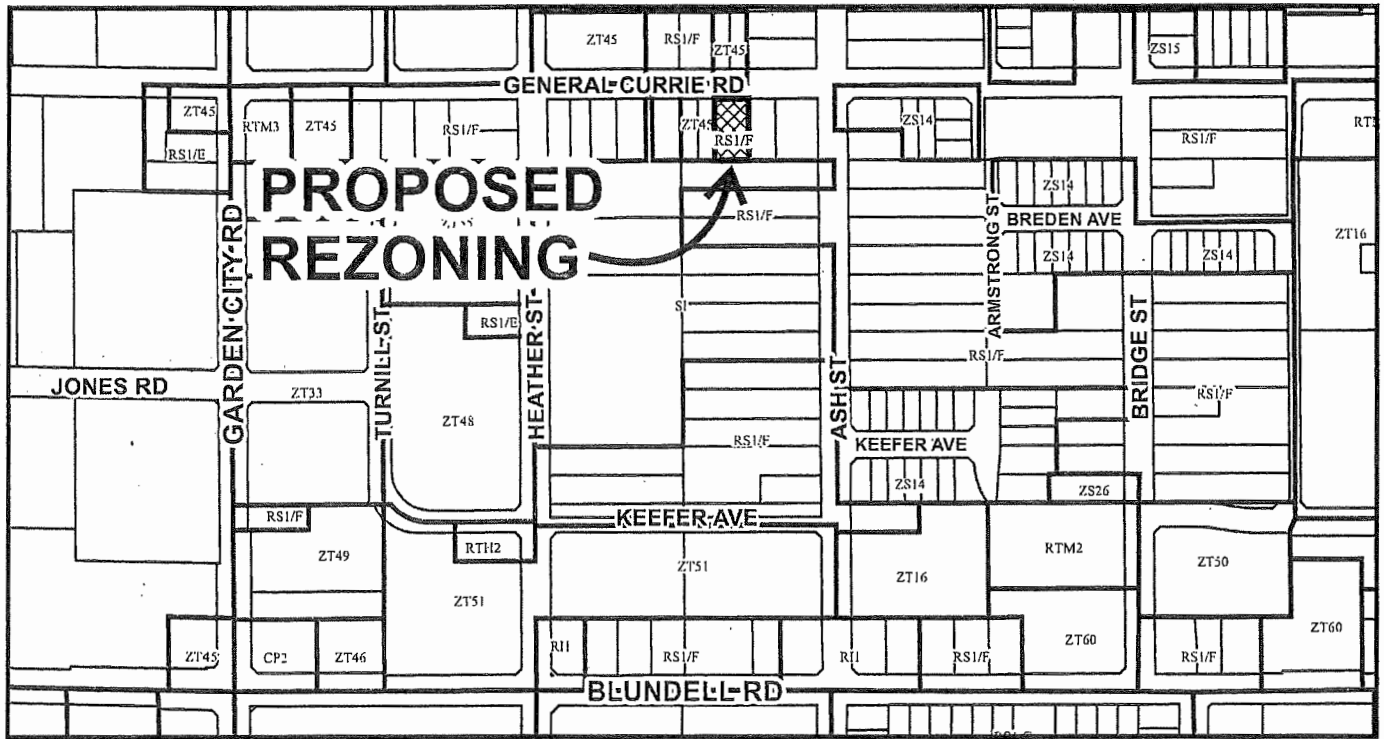 ZT45
RS1/F
ZT45
ZS15
GENERAL CURRIE RD
ZT45
RTM3
ZT45
RS1/F
ZT45
RS1/F
ZS14
RS1/F
RS1/E
PROPOSED
REZONING
ZS14
RS1/F
BREDEN AVE
ZT16
ZS14
ZS14
GARDEN CITY RD
TURNILL ST
HEATHER ST
ASH ST
ARMSTRONG ST
BRIDGE ST
SI
RS1/E
RS1/F
JONES RD
ZT33
ZT48
RS1/F
RS1/F
KEEFER AVE
ZS14
ZS26
RS1/F
KEEFER AVE
ZT49
RTH2
ZT51
RTM2
ZT50
ZT16
ZT51
ZT60
ZT60
ZT45
CP2
ZT46
RS1/F
RS1/F
RS1/F
BLUNDELL RD